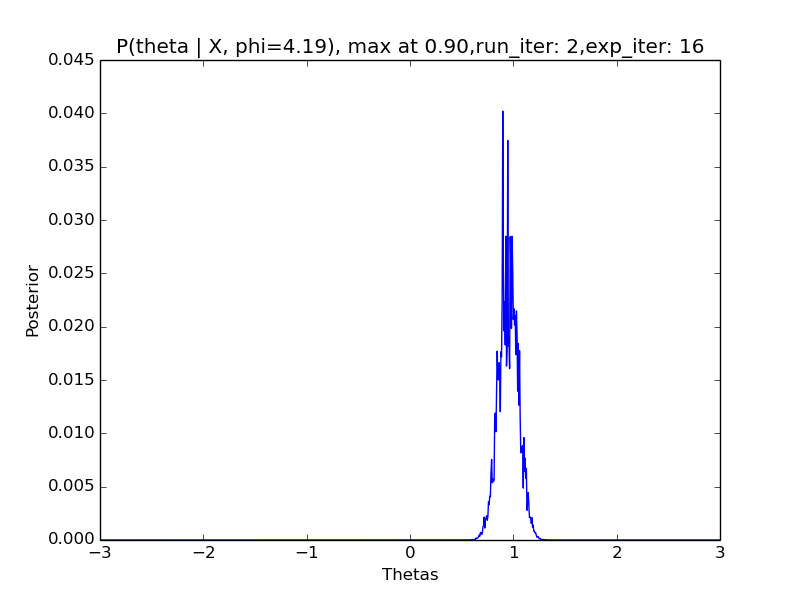 P(theta | X, phi=4.19), max at 0.90,run_iter: 2,exp_iter: 16
0.045
0.040
0.035
0.030
0.025
0.020
0.015
0.010
0.005
0.000
Posterior
−3 −2 −1 0 1 2 3
Thetas